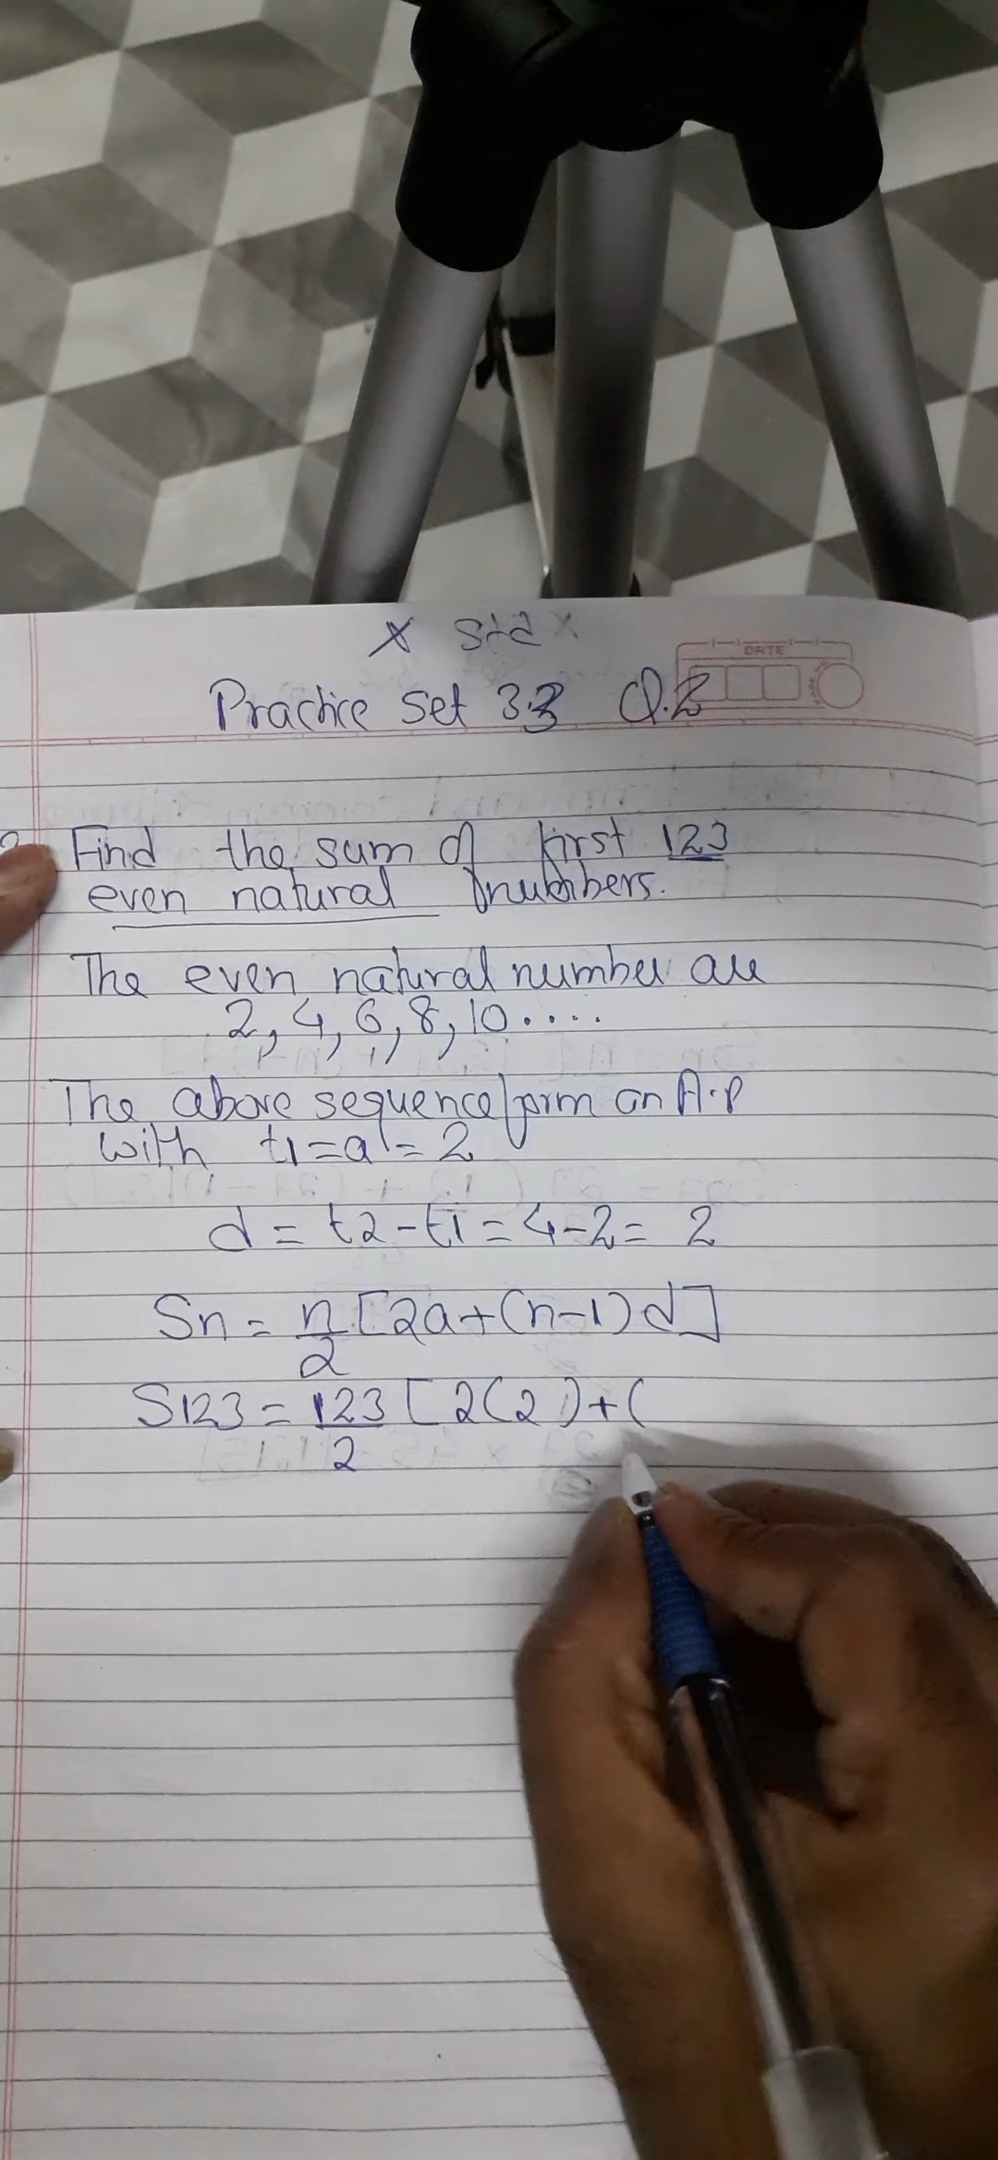 X Std
DATE
Practice Set 3.3 Q.2
Find the sum of first 123
even natural numbers.
The even natural number are
2, 4, 6, 8, 10....
The above sequence form an A.P
with t1 = a = 2
d = t2 - t1 = 4 - 2 = 2
Sn = n/2 [2a + (n-1) d]
S123 = 123/2 [2(2) + (